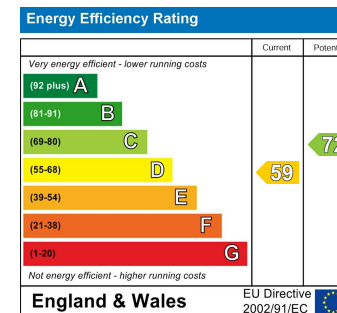 Energy Efficiency Rating
Current
Very energy efficient - lower running costs
(92 plus) A
(81-91) B
(69-80) C
(55-68) D
59
(39-54) E
(21-38) F
(1-20) G
Not energy efficient - higher running costs
England & Wales
EU Directive
2002/91/EC